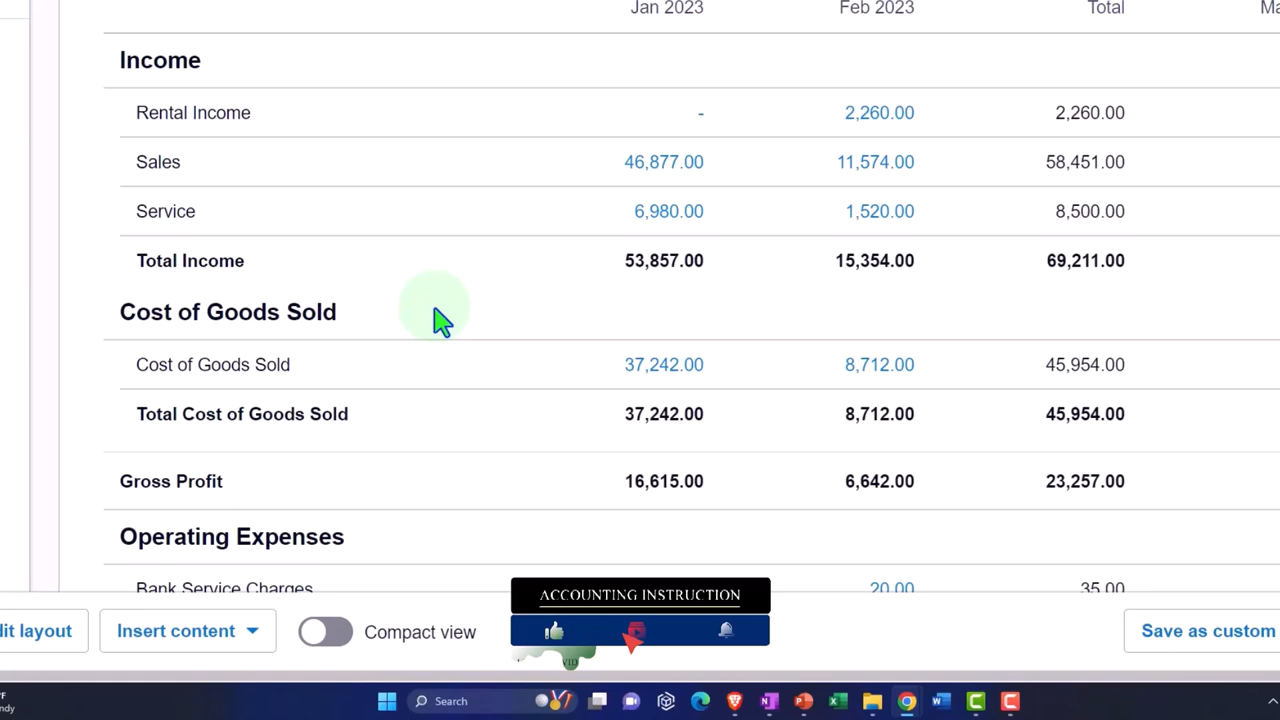 Jan 2023 Feb 2023 Total
Income
Rental Income - 2,260.00 2,260.00
Sales 46,877.00 11,574.00 58,451.00
Service 6,980.00 1,520.00 8,500.00
Total Income 53,857.00 15,354.00 69,211.00
Cost of Goods Sold
Cost of Goods Sold 37,242.00 8,712.00 45,954.00
Total Cost of Goods Sold 37,242.00 8,712.00 45,954.00
Gross Profit 16,615.00 6,642.00 23,257.00
Operating Expenses
Bank Service Charges 20.00 35.00
ACCOUNTING INSTRUCTION
layout Insert content Compact view Save as custom
Search